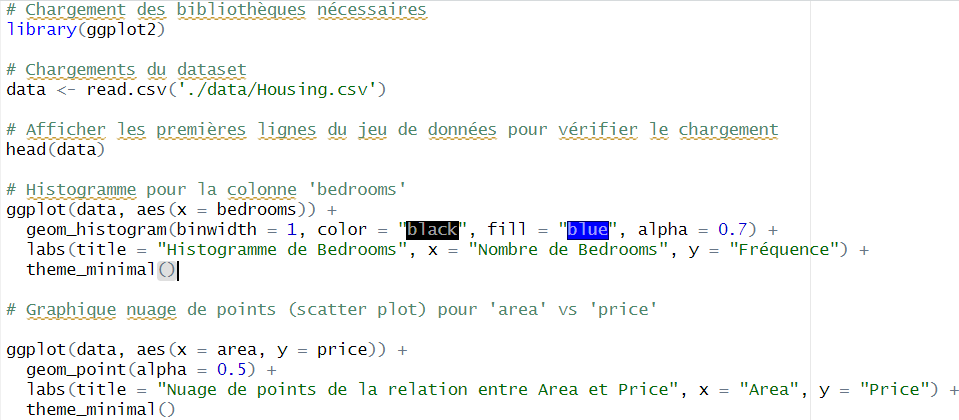 # Chargement des bibliothèques nécessaires
library(ggplot2)
# Chargements du dataset
data <- read.csv('./data/Housing.csv')
# Afficher les premières lignes du jeu de données pour vérifier le chargement
head(data)
# Histogramme pour la colonne 'bedrooms'
ggplot(data, aes(x = bedrooms)) +
  geom_histogram(binwidth = 1, color = "black", fill = "blue", alpha = 0.7) +
  labs(title = "Histogramme de Bedrooms", x = "Nombre de Bedrooms", y = "Fréquence") +
  theme_minimal()
# Graphique nuage de points (scatter plot) pour 'area' vs 'price'
ggplot(data, aes(x = area, y = price)) +
  geom_point(alpha = 0.5) +
  labs(title = "Nuage de points de la relation entre Area et Price", x = "Area", y = "Price") +
  theme_minimal()